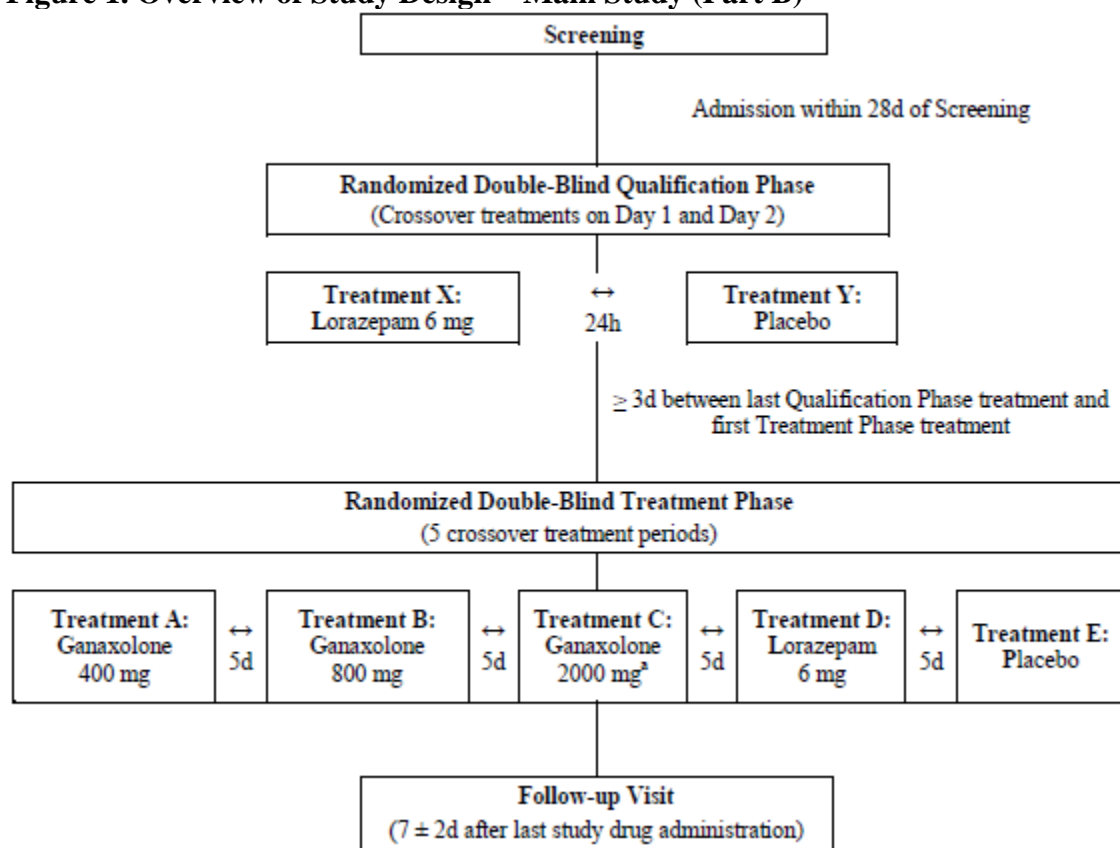 Figure 1. Overview of Study Design – Main Study (Part B)
Screening
Admission within 28d of Screening
Randomized Double-Blind Qualification Phase
(Crossover treatments on Day 1 and Day 2)
Treatment X:
Lorazepam 6 mg
↔
24h
Treatment Y:
Placebo
≥ 3d between last Qualification Phase treatment and
first Treatment Phase treatment
Randomized Double-Blind Treatment Phase
(5 crossover treatment periods)
Treatment A:
Ganaxolone
400 mg
↔
5d
Treatment B:
Ganaxolone
800 mg
↔
5d
Treatment C:
Ganaxolone
2000 mgª
↔
5d
Treatment D:
Lorazepam
6 mg
↔
5d
Treatment E:
Placebo
Follow-up Visit
(7 ± 2d after last study drug administration)